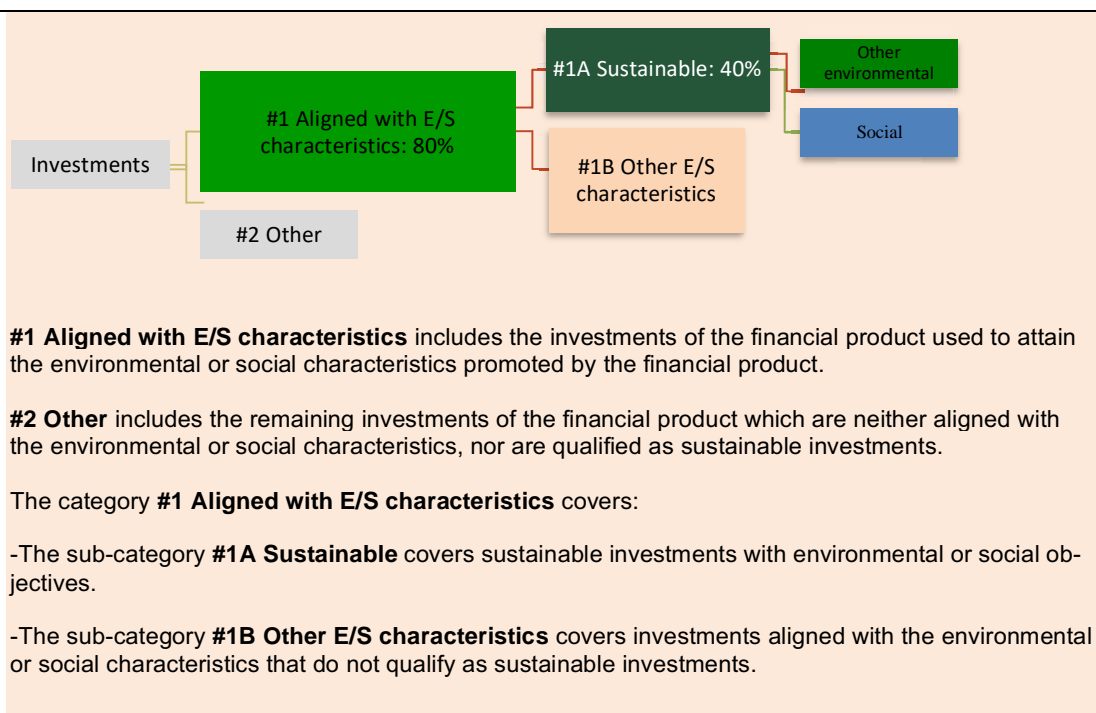 Investments
#1 Aligned with E/S
characteristics: 80%
#2 Other
#1A Sustainable: 40%
#1B Other E/S
characteristics
Other
environmental
Social
#1 Aligned with E/S characteristics includes the investments of the financial product used to attain
the environmental or social characteristics promoted by the financial product.
#2 Other includes the remaining investments of the financial product which are neither aligned with
the environmental or social characteristics, nor are qualified as sustainable investments.
The category #1 Aligned with E/S characteristics covers:
-The sub-category #1A Sustainable covers sustainable investments with environmental or social ob-
jectives.
-The sub-category #1B Other E/S characteristics covers investments aligned with the environmental
or social characteristics that do not qualify as sustainable investments.